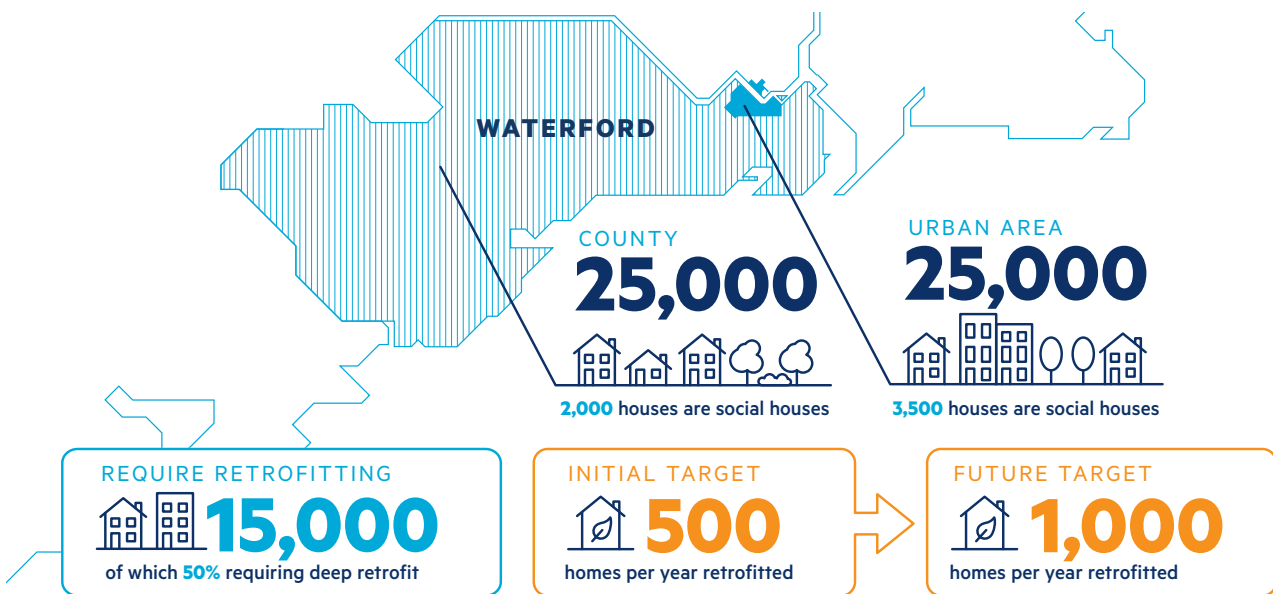 WATERFORD
COUNTY
25,000
2,000 houses are social houses
URBAN AREA
25,000
3,500 houses are social houses
REQUIRE RETROFITTING
15,000
of which 50% requiring deep retrofit
INITIAL TARGET
500
homes per year retrofitted
FUTURE TARGET
1,000
homes per year retrofitted